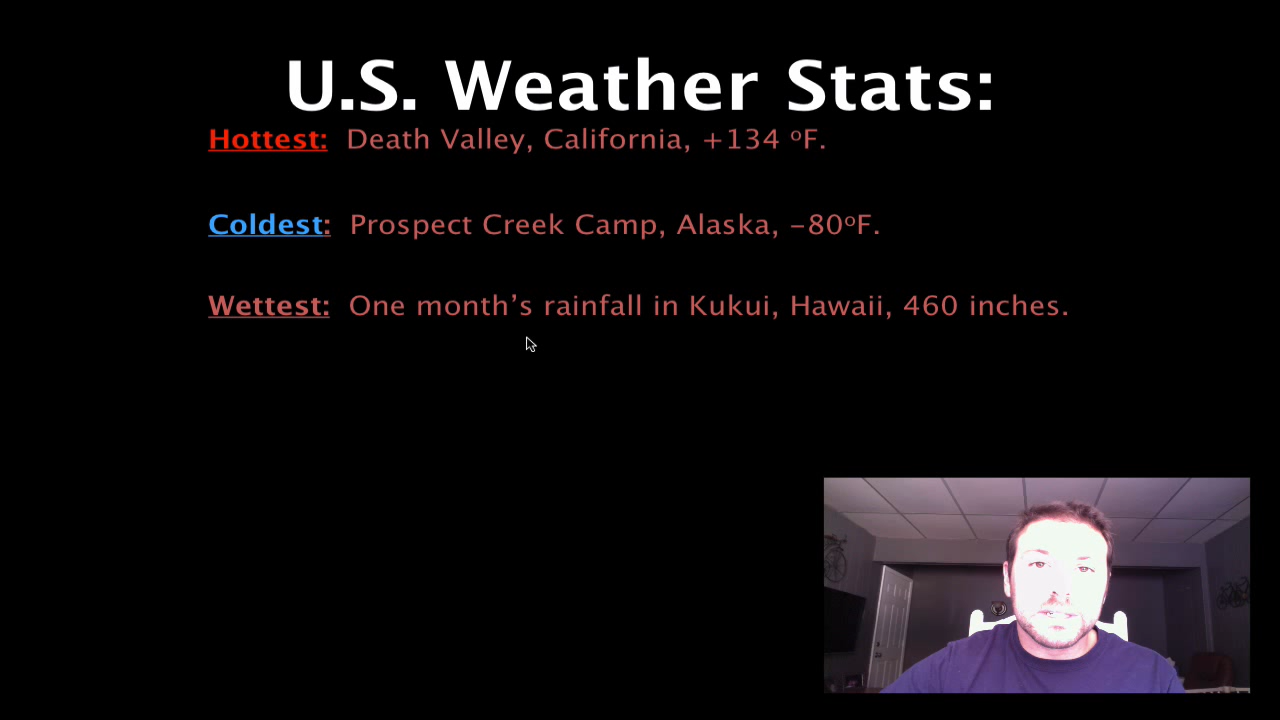 U.S. Weather Stats:
Hottest: Death Valley, California, +134 ºF.
Coldest: Prospect Creek Camp, Alaska, -80ºF.
Wettest: One month’s rainfall in Kukui, Hawaii, 460 inches.